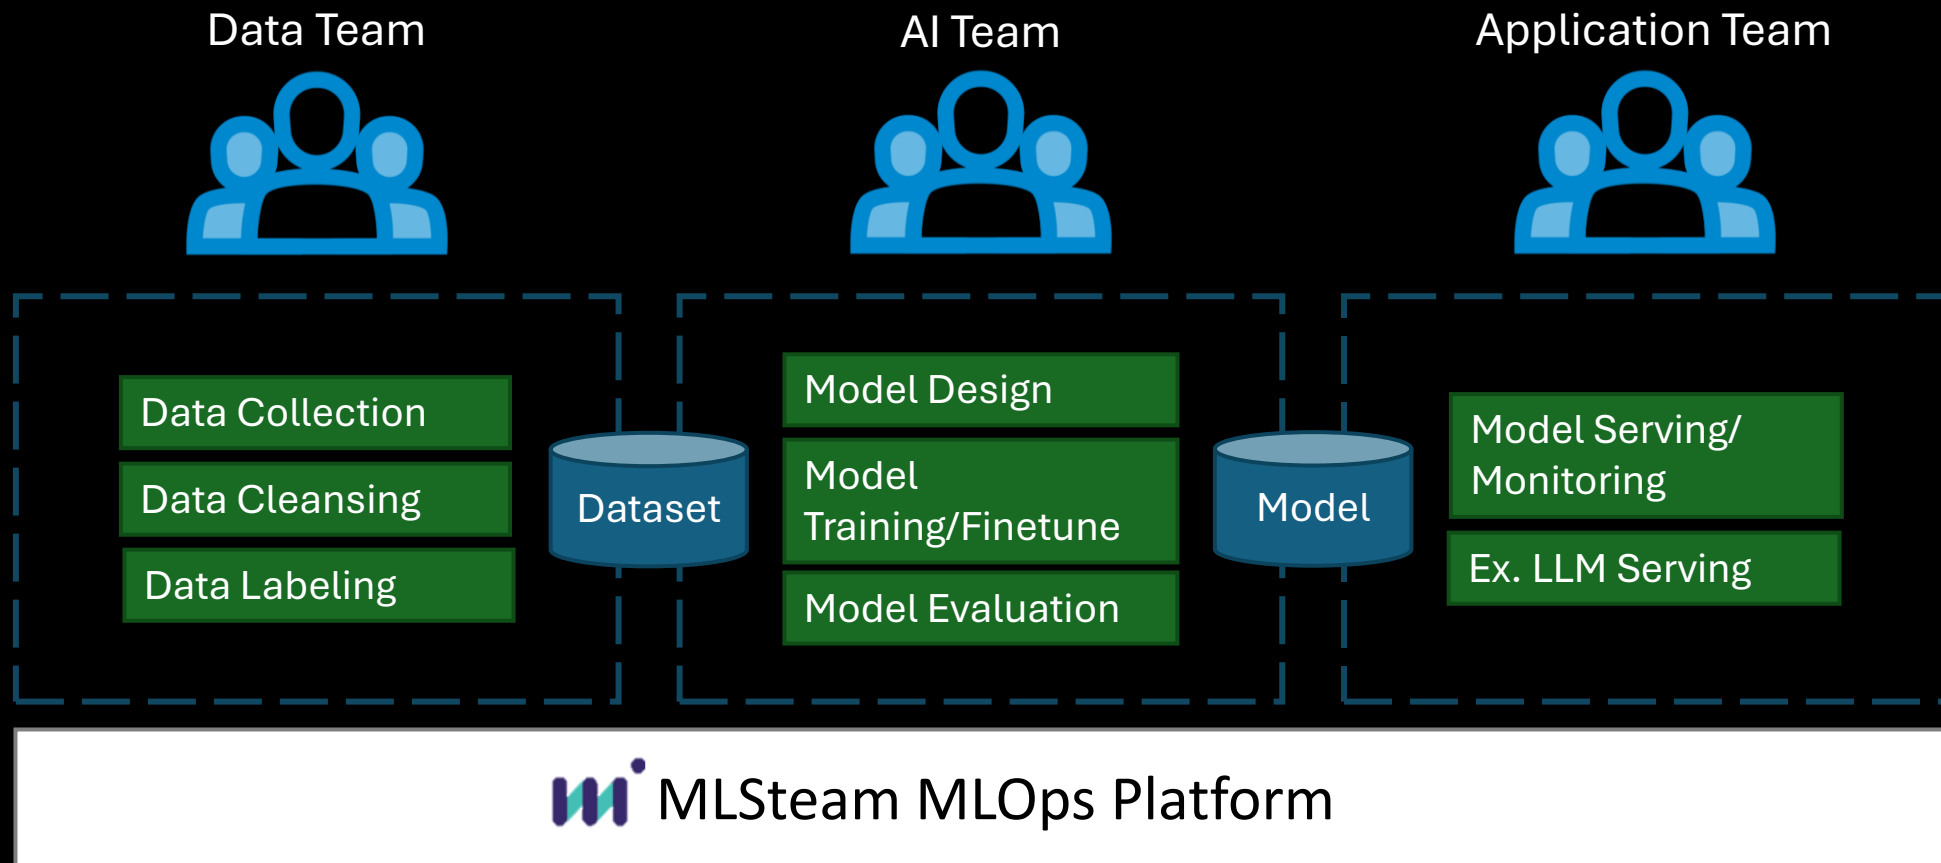 Data Team
AI Team
Application Team
Data Collection
Data Cleansing
Data Labeling
Dataset
Model Design
Model
Training/Finetune
Model Evaluation
Model
Model Serving/
Monitoring
Ex. LLM Serving
MLSteam MLOps Platform